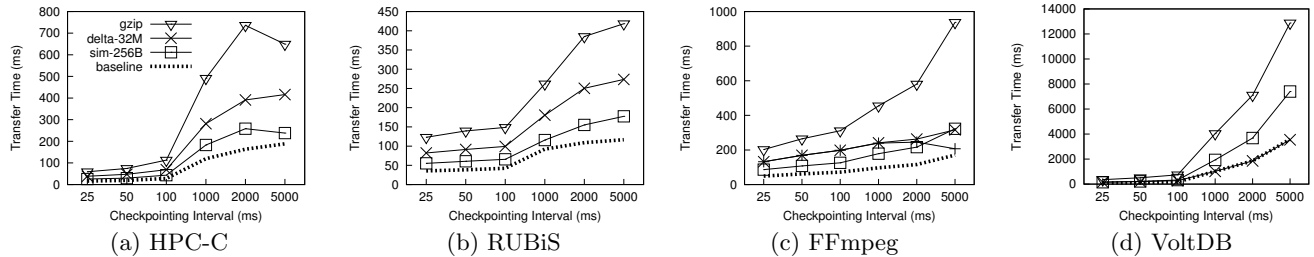 800
700
600
500
400
300
200
100
0
Transfer Time (ms)
gzip
delta-32M
sim-256B
baseline
25 50 100 1000 2000 5000
Checkpointing Interval (ms)
(a) HPC-C
450
400
350
300
250
200
150
100
50
0
Transfer Time (ms)
25 50 100 1000 2000 5000
Checkpointing Interval (ms)
(b) RUBiS
1000
800
600
400
200
0
Transfer Time (ms)
25 50 100 1000 2000 5000
Checkpointing Interval (ms)
(c) FFmpeg
14000
12000
10000
8000
6000
4000
2000
0
Transfer Time (ms)
25 50 100 1000 2000 5000
Checkpointing Interval (ms)
(d) VoltDB